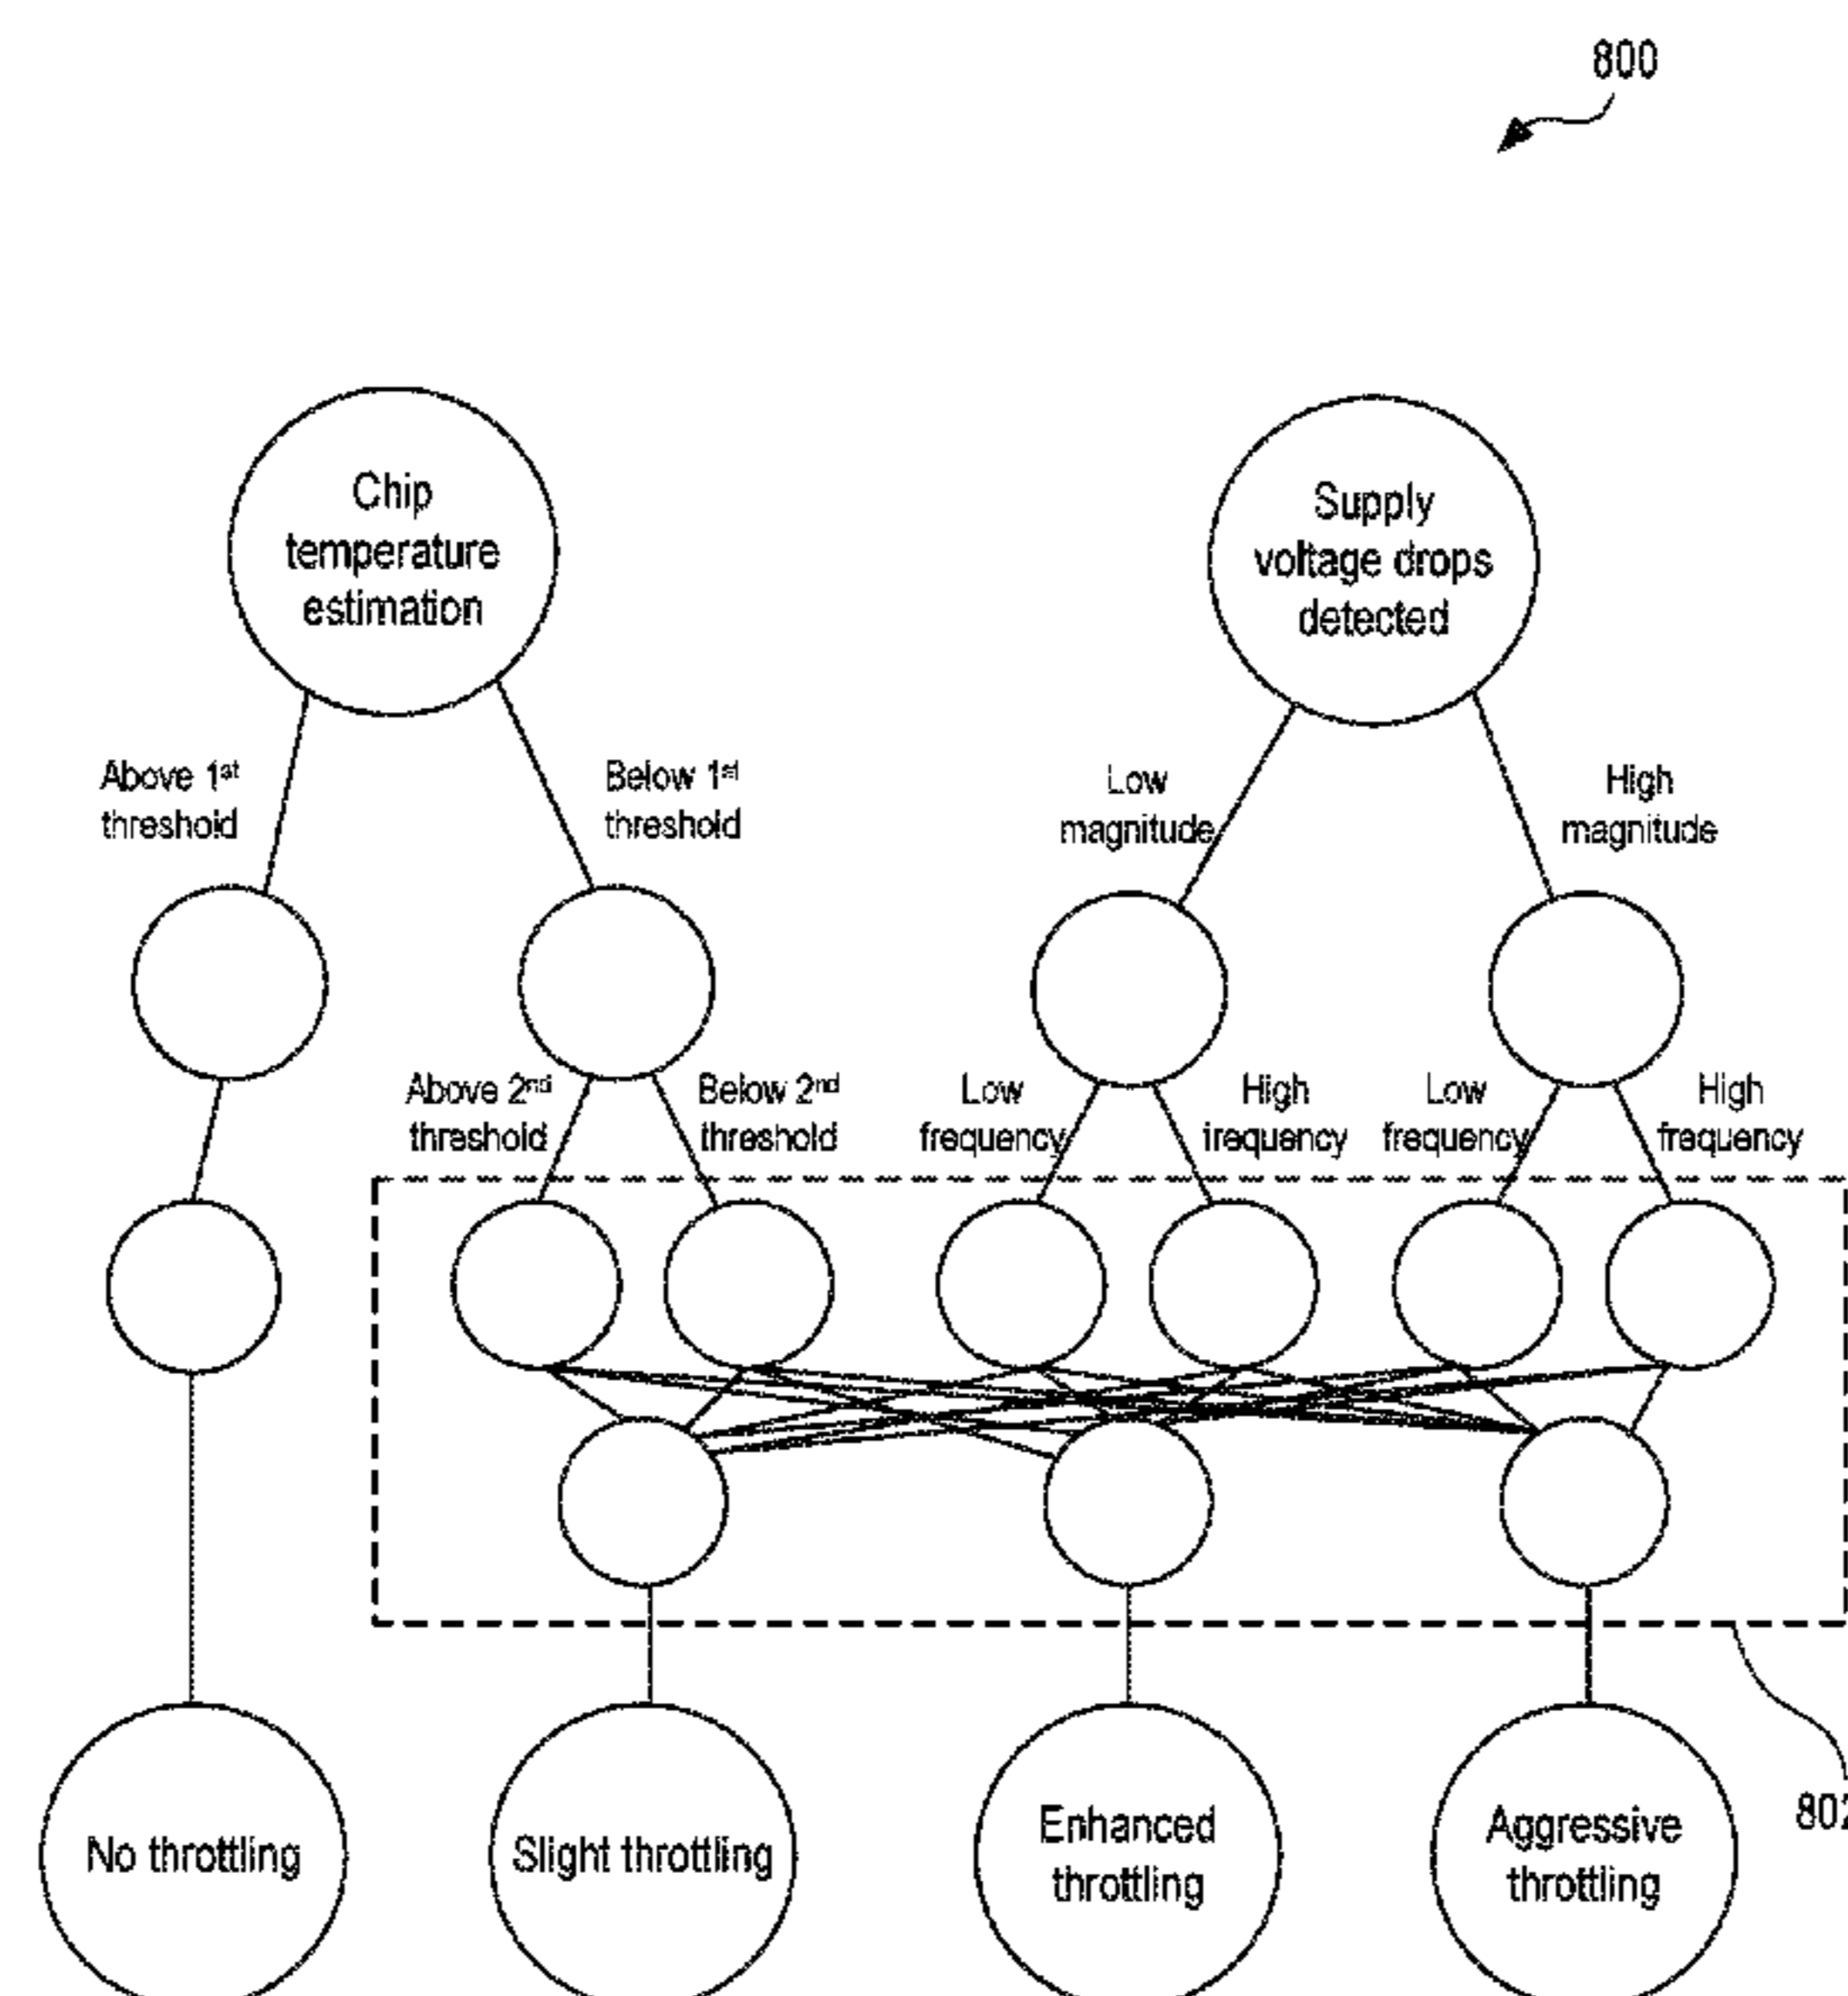 800
Chip
temperature
estimation
Supply
voltage drops
detected
Above 1st
threshold
Below 1st
threshold
Low
magnitude
High
magnitude
Above 2nd
threshold
Below 2nd
threshold
Low
frequency
High
frequency
Low
frequency
High
frequency
No throttling
Slight throttling
Enhanced
throttling
Aggressive
throttling
802